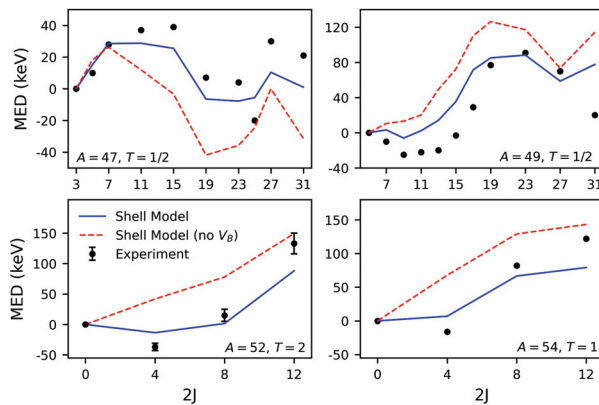 MED (keV)
40
20
0
-20
-40
A = 47, T = 1/2
3 7 11 15 19 23 27 31
120
80
40
0
-40
A = 49, T = 1/2
7 11 15 19 23 27 31
MED (keV)
150
100
50
0
-50
Shell Model
Shell Model (no V_B)
Experiment
A = 52, T = 2
0 4 8 12
2J
150
100
50
0
-50
A = 54, T = 1
0 4 8 12
2J